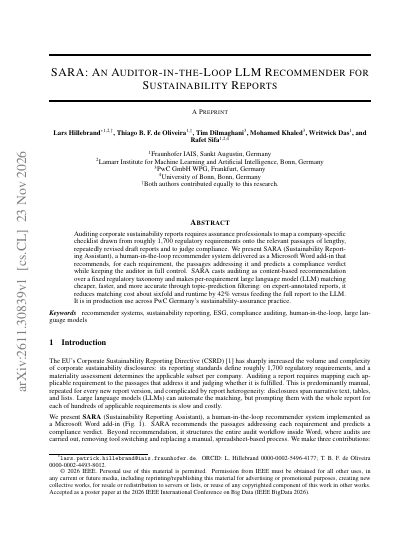 SARA: AN AUDITOR-IN-THE-LOOP LLM RECOMMENDER FOR
SUSTAINABILITY REPORTS
A PREPRINT
Lars Hillebrand*1,2,†, Thiago B. F. de Oliveira1,†, Tim Dilmaghani3, Mohamed Khaled3, Writwick Das1, and
Rafet Sifa1,2,4
1Fraunhofer IAIS, Sankt Augustin, Germany
2Lamarr Institute for Machine Learning and Artificial Intelligence, Bonn, Germany
3PwC GmbH WPG, Frankfurt, Germany
4University of Bonn, Bonn, Germany
†Both authors contributed equally to this research.
arXiv:2611.30839v1 [cs.CL] 23 Nov 2026
ABSTRACT
Auditing corporate sustainability reports requires assurance professionals to map a company-specific
checklist drawn from roughly 1,700 regulatory requirements onto the relevant passages of lengthy,
repeatedly revised draft reports and to judge compliance. We present SARA (Sustainability Report-
ing Assistant), a human-in-the-loop recommender system delivered as a Microsoft Word add-in that
recommends, for each requirement, the passages addressing it and predicts a compliance verdict
while keeping the auditor in full control. SARA casts auditing as content-based recommendation
over a fixed regulatory taxonomy and makes per-requirement large language model (LLM) matching
cheaper, faster, and more accurate through topic-prediction filtering: on expert-annotated reports, it
reduces matching cost about sixfold and runtime by 42% versus feeding the full report to the LLM.
It is in production use across PwC Germany's sustainability-assurance practice.
Keywords recommender systems, sustainability reporting, ESG, compliance auditing, human-in-the-loop, large lan-
guage models
1 Introduction
The EU's Corporate Sustainability Reporting Directive (CSRD) [1] has sharply increased the volume and complexity
of corporate sustainability disclosures: its reporting standards define roughly 1,700 regulatory requirements, and a
materiality assessment determines the applicable subset per company. Auditing a report requires mapping each ap-
plicable requirement to the passages that address it and judging whether it is fulfilled. This is predominantly manual,
repeated for every new report version, and complicated by report heterogeneity: disclosures span narrative text, tables,
and lists. Large language models (LLMs) can automate the matching, but prompting them with the whole report for
each of hundreds of applicable requirements is slow and costly.
We present SARA (Sustainability Reporting Assistant), a human-in-the-loop recommender system implemented as
a Microsoft Word add-in (Fig. 1). SARA recommends the passages addressing each requirement and predicts a
compliance verdict. Beyond recommendation, it structures the entire audit workflow inside Word, where audits are
carried out, removing tool switching and replacing a manual, spreadsheet-based process. We make three contributions:
*lars.patrick.hillebrand@iais.fraunhofer.de ORCID: L. Hillebrand 0000-0002-5496-4177; T. B. F. de Oliveira
0000-0002-4493-9012.
© 2026 IEEE. Personal use of this material is permitted. Permission from IEEE must be obtained for all other uses, in
any current or future media, including reprinting/republishing this material for advertising or promotional purposes, creating new
collective works, for resale or redistribution to servers or lists, or reuse of any copyrighted component of this work in other work.
Accepted as a poster paper at the 2026 IEEE International Conference on Big Data (IEEE BigData 2026).